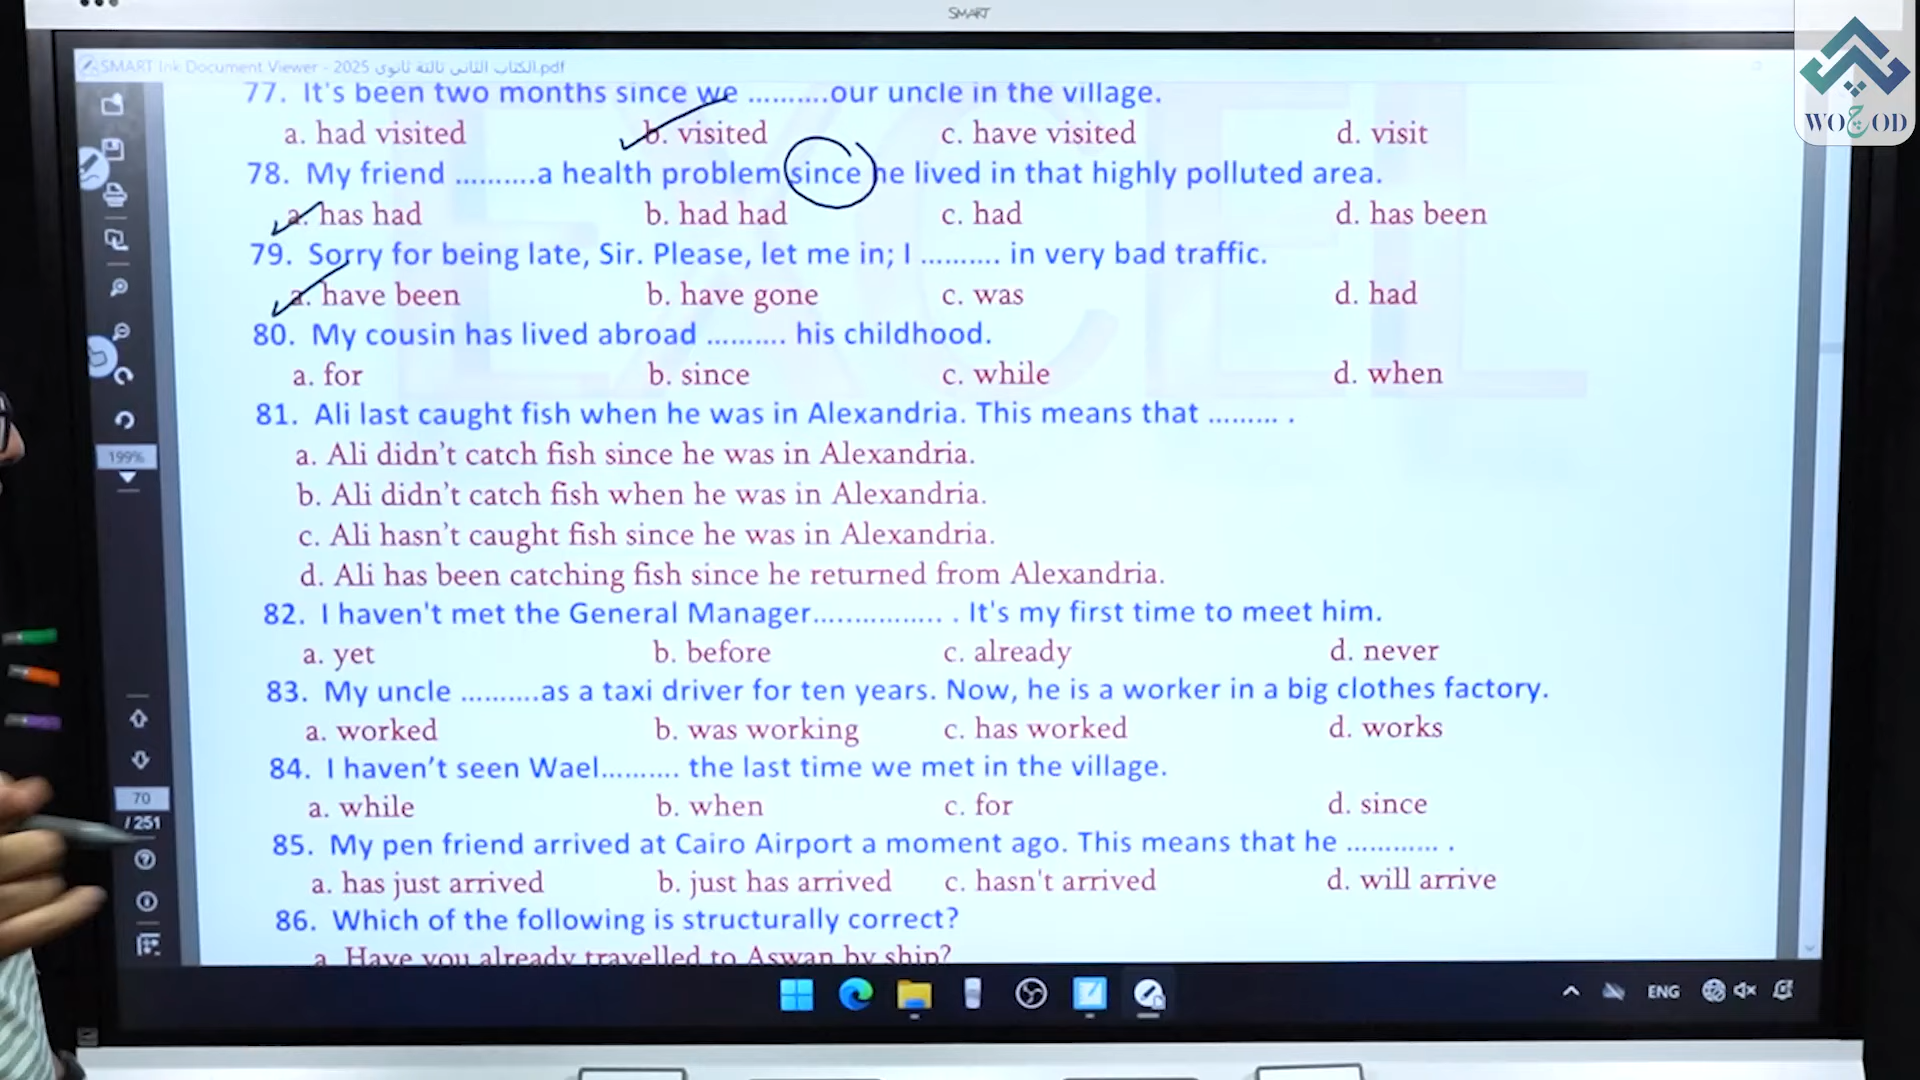 SMART
SMART Ink Document Viewer - 2025 الكتاب الثاني ثالثة ثانوي.pdf
WOجOD
77. It's been two months since we ..........our uncle in the village.
a. had visited b. visited c. have visited d. visit
78. My friend ..........a health problem since he lived in that highly polluted area.
a. has had b. had had c. had d. has been
79. Sorry for being late, Sir. Please, let me in; I .......... in very bad traffic.
a. have been b. have gone c. was d. had
80. My cousin has lived abroad .......... his childhood.
a. for b. since c. while d. when
81. Ali last caught fish when he was in Alexandria. This means that ......... .
a. Ali didn't catch fish since he was in Alexandria.
b. Ali didn't catch fish when he was in Alexandria.
c. Ali hasn't caught fish since he was in Alexandria.
d. Ali has been catching fish since he returned from Alexandria.
82. I haven't met the General Manager................ . It's my first time to meet him.
a. yet b. before c. already d. never
83. My uncle ..........as a taxi driver for ten years. Now, he is a worker in a big clothes factory.
a. worked b. was working c. has worked d. works
84. I haven't seen Wael.......... the last time we met in the village.
a. while b. when c. for d. since
85. My pen friend arrived at Cairo Airport a moment ago. This means that he ............ .
a. has just arrived b. just has arrived c. hasn't arrived d. will arrive
86. Which of the following is structurally correct?
a. Have you already travelled to Aswan by ship?
199%
70
/ 251
EXCEL
ENG